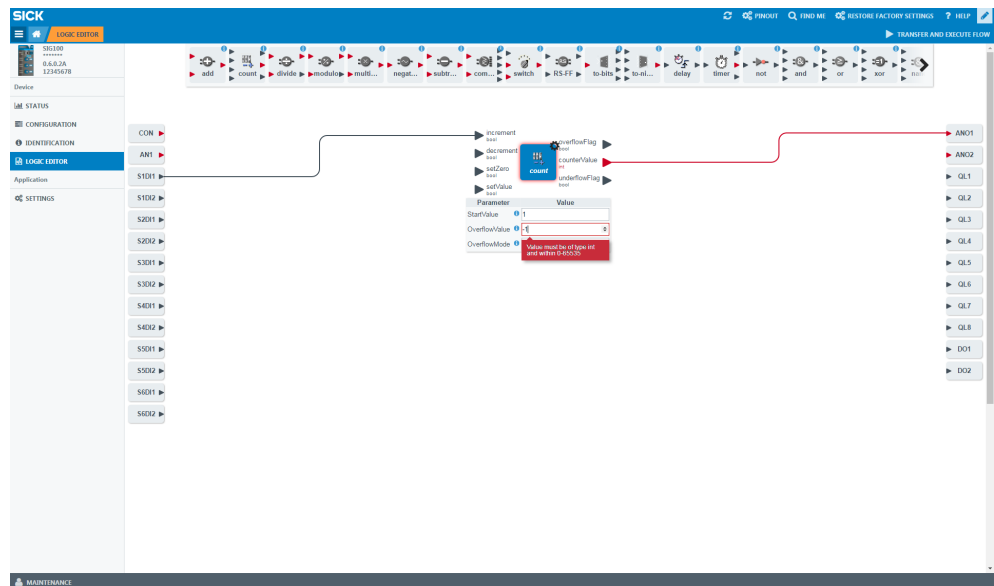 SICK
PINOUT FIND ME RESTORE FACTORY SETTINGS ? HELP
LOGIC EDITOR
TRANSFER AND EXECUTE FLOW
SIG100
*******
0.6.0.2A
12345678
Device
STATUS
CONFIGURATION
IDENTIFICATION
LOGIC EDITOR
Application
SETTINGS
add count divide modulo multi... negat... subtr... com... switch RS-FF to-bits to-ni... delay timer not and or xor
CON
AN1
S1DI1
S1DI2
S2DI1
S2DI2
S3DI1
S3DI2
S4DI1
S4DI2
S5DI1
S5DI2
S6DI1
S6DI2
increment
bool
decrement
bool
setZero
bool
setValue
bool
count
overflowFlag
bool
counterValue
int
underflowFlag
bool
Parameter Value
StartValue 1
OverflowValue -1
OverflowMode
Value must be of type int
and within 0-65535
ANO1
ANO2
QL1
QL2
QL3
QL4
QL5
QL6
QL7
QL8
DO1
DO2
MAINTENANCE